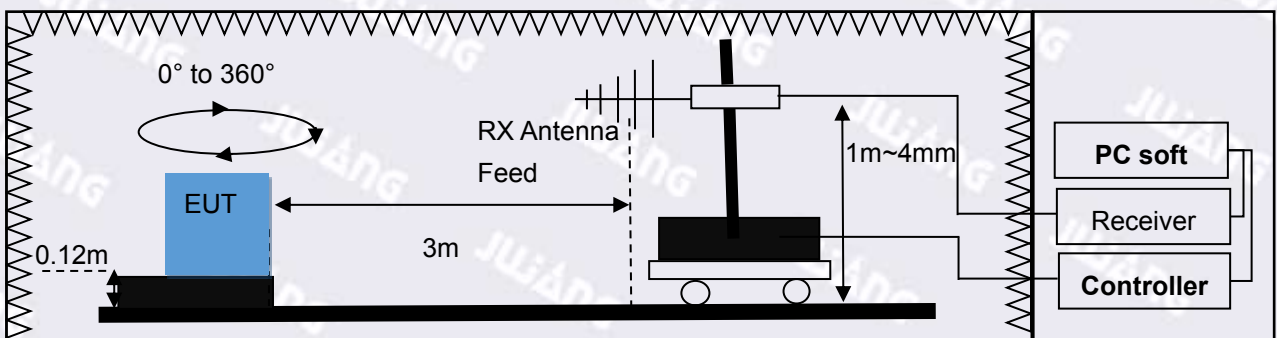 0° to 360°
RX Antenna
Feed
1m~4mm
PC soft
EUT
Receiver
0.12m
3m
Controller